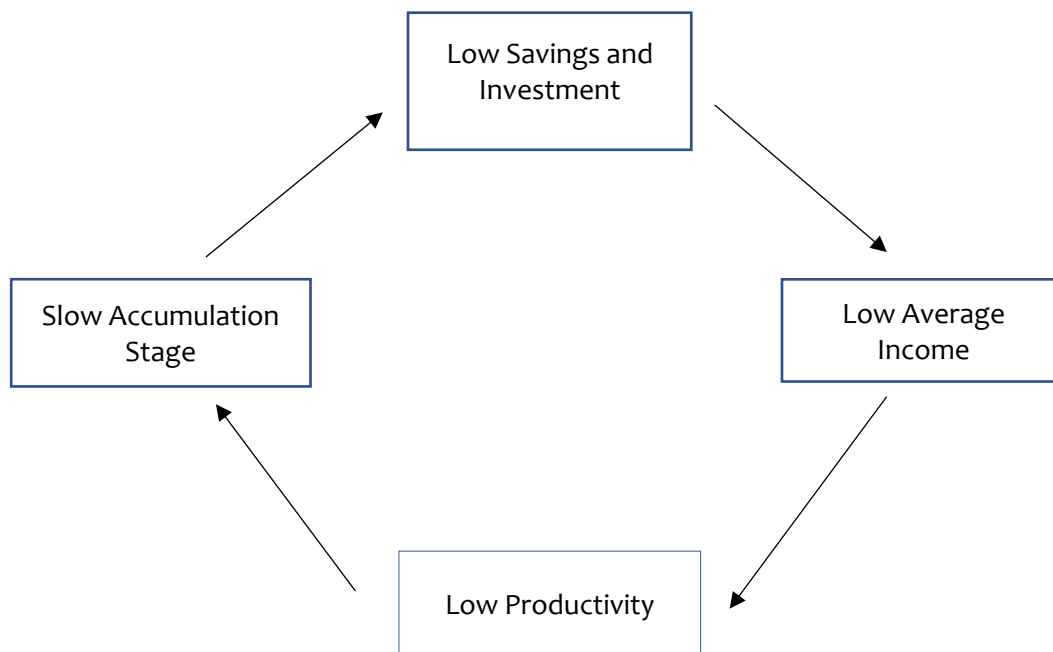 Low Savings and
Investment
Slow Accumulation
Stage
Low Average
Income
Low Productivity